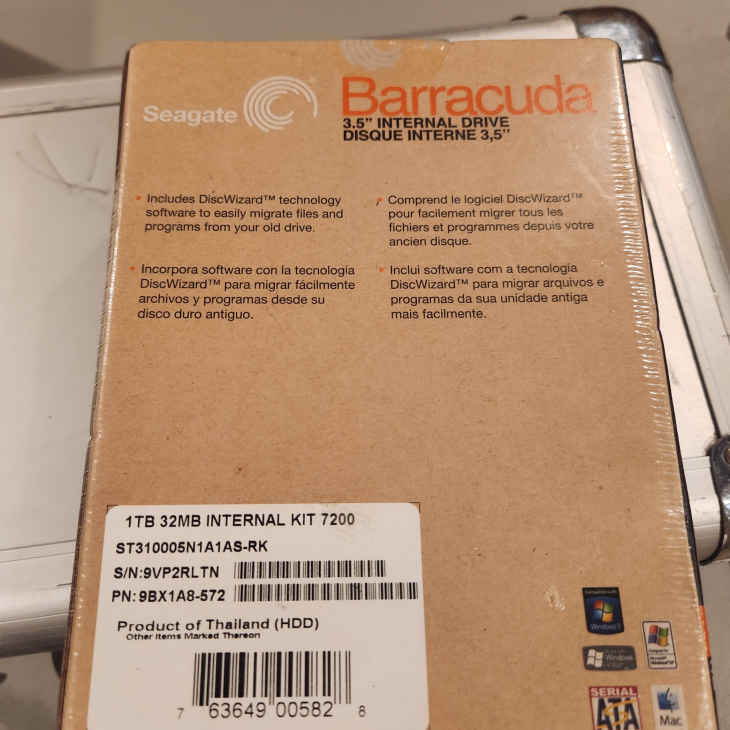 Seagate
Barracuda
3.5" INTERNAL DRIVE
DISQUE INTERNE 3,5"
Includes DiscWizard™ technology
software to easily migrate files and
programs from your old drive.
Comprend le logiciel DiscWizard™
pour facilement migrer tous les
fichiers et programmes depuis votre
ancien disque.
Incorpora software con la tecnología
DiscWizard™ para migrar fácilmente
archivos y programas desde su
disco duro antiguo.
Inclui software com a tecnologia
DiscWizard™ para migrar arquivos e
programas da sua unidade antiga
mais facilmente.
1TB 32MB INTERNAL KIT 7200
ST310005N1A1AS-RK
S/N:9VP2RLTN
PN:9BX1A8-572
Product of Thailand (HDD)
Other Items Marked Thereon
7 63649 00582 8
Windows 7
Windows
SERIAL
ATA
Mac